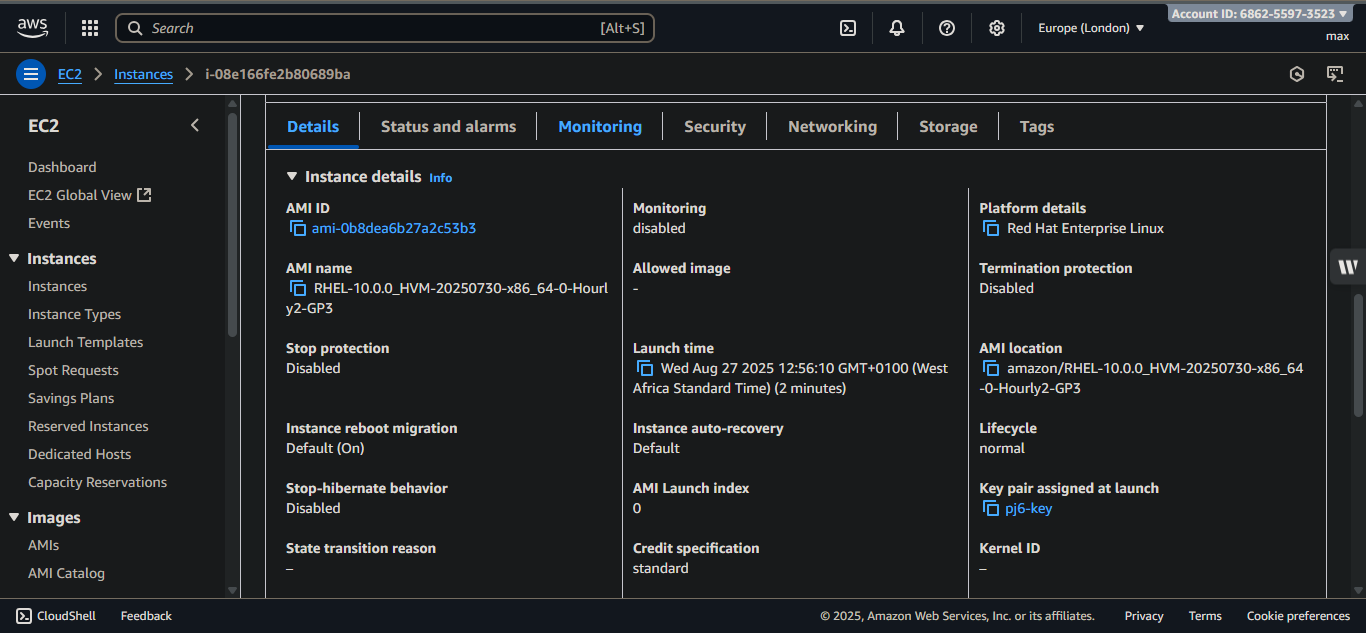 aws
Search [Alt+S]
Europe (London)
Account ID: 6862-5597-3523
max
EC2 Instances i-08e166fe2b80689ba
EC2
Dashboard
EC2 Global View
Events
Instances
Instances
Instance Types
Launch Templates
Spot Requests
Savings Plans
Reserved Instances
Dedicated Hosts
Capacity Reservations
Images
AMIs
AMI Catalog
Details Status and alarms Monitoring Security Networking Storage Tags
Instance details Info
AMI ID
ami-0b8dea6b27a2c53b3
Monitoring
disabled
Platform details
Red Hat Enterprise Linux
AMI name
RHEL-10.0.0_HVM-20250730-x86_64-0-Hourl
y2-GP3
Allowed image
-
Termination protection
Disabled
Stop protection
Disabled
Launch time
Wed Aug 27 2025 12:56:10 GMT+0100 (West
Africa Standard Time) (2 minutes)
AMI location
amazon/RHEL-10.0.0_HVM-20250730-x86_64
-0-Hourly2-GP3
Instance reboot migration
Default (On)
Instance auto-recovery
Default
Lifecycle
normal
Stop-hibernate behavior
Disabled
AMI Launch index
0
Key pair assigned at launch
pj6-key
State transition reason
–
Credit specification
standard
Kernel ID
–
W
CloudShell Feedback © 2025, Amazon Web Services, Inc. or its affiliates. Privacy Terms Cookie preferences